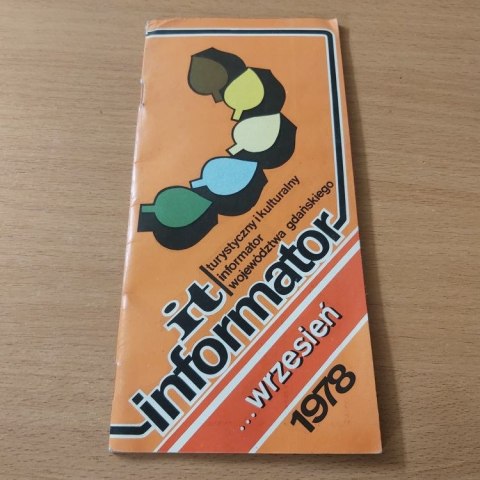 it
turystyczny i kulturalny
informator
województwa gdańskiego
informator
...wrzesień
1978